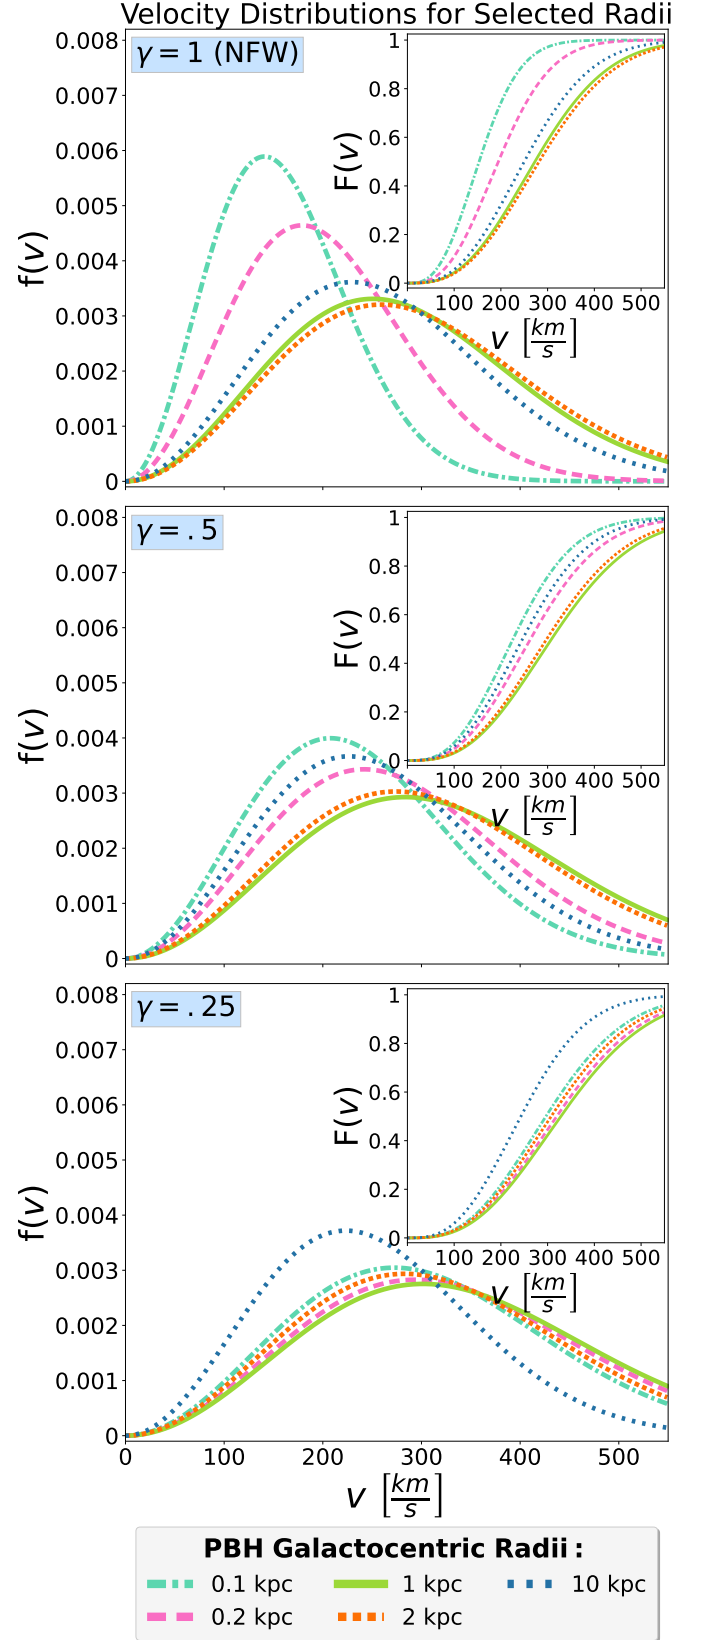 Velocity Distributions for Selected Radii
γ = 1 (NFW)
f(v)
0.008
0.007
0.006
0.005
0.004
0.003
0.002
0.001
0
F(v)
1
0.8
0.6
0.4
0.2
0
100 200 300 400 500
v [km/s]
γ = . 5
f(v)
0.008
0.007
0.006
0.005
0.004
0.003
0.002
0.001
0
F(v)
1
0.8
0.6
0.4
0.2
0
100 200 300 400 500
v [km/s]
γ = . 25
f(v)
0.008
0.007
0.006
0.005
0.004
0.003
0.002
0.001
0
F(v)
1
0.8
0.6
0.4
0.2
0
100 200 300 400 500
v [km/s]
0 100 200 300 400 500
v [km/s]
PBH Galactocentric Radii :
0.1 kpc 1 kpc 10 kpc
0.2 kpc 2 kpc